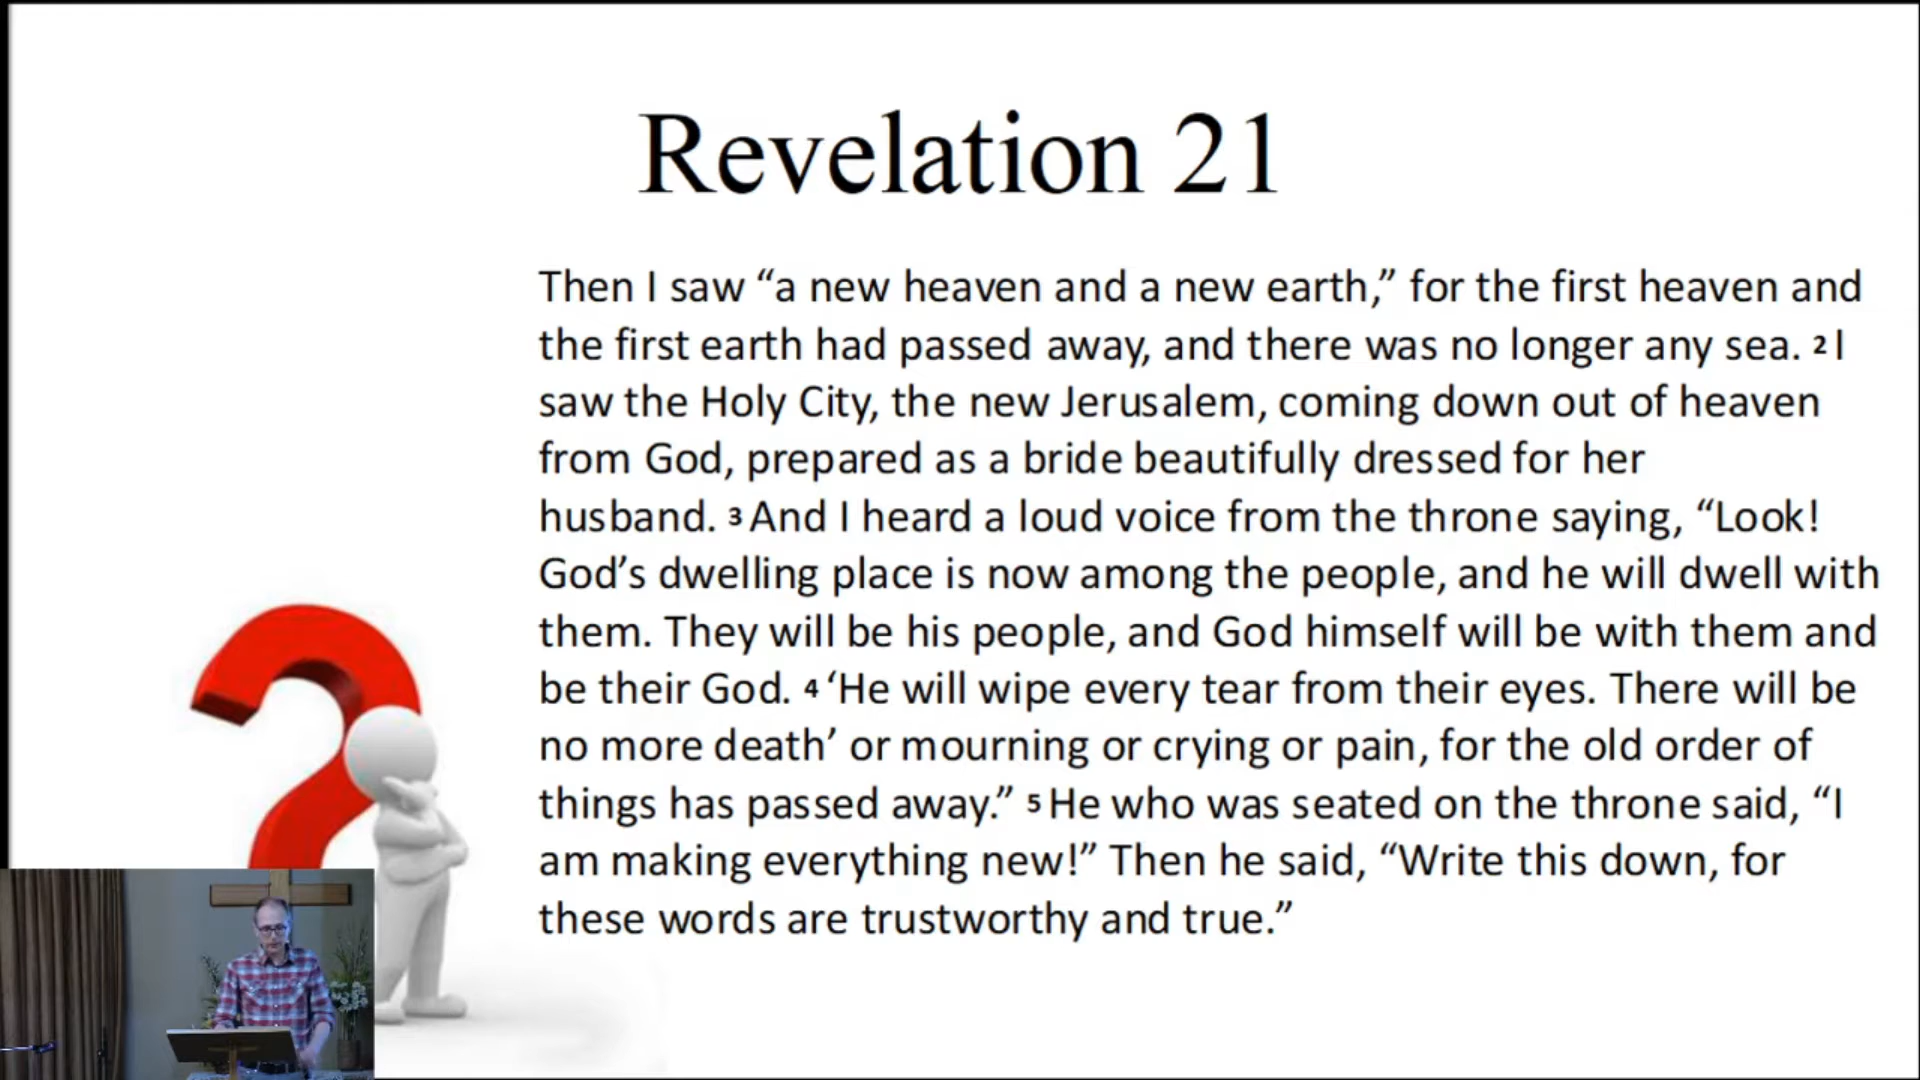 Revelation 21
Then I saw “a new heaven and a new earth,” for the first heaven and
the first earth had passed away, and there was no longer any sea. 2 I
saw the Holy City, the new Jerusalem, coming down out of heaven
from God, prepared as a bride beautifully dressed for her
husband. 3 And I heard a loud voice from the throne saying, “Look!
God’s dwelling place is now among the people, and he will dwell with
them. They will be his people, and God himself will be with them and
be their God. 4 ‘He will wipe every tear from their eyes. There will be
no more death’ or mourning or crying or pain, for the old order of
things has passed away.” 5 He who was seated on the throne said, “I
am making everything new!” Then he said, “Write this down, for
these words are trustworthy and true.”